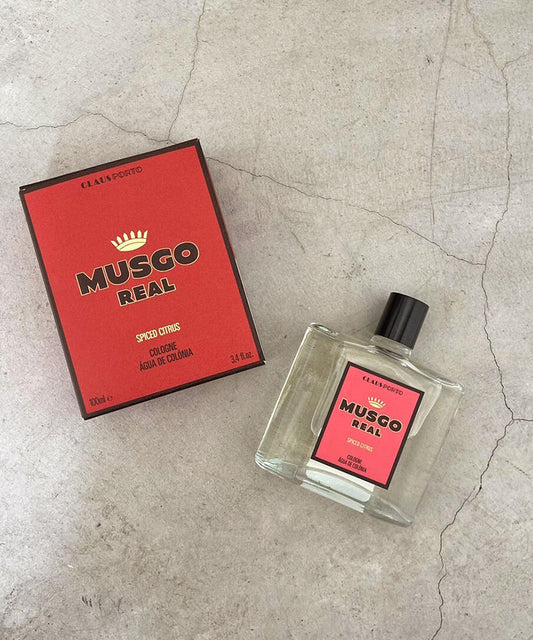 CLAUS PORTO
MUSGO
REAL
SPICED CITRUS
COLOGNE
ÁGUA DE COLÓNIA
100ml e
3,4 fl.oz.
CLAUS PORTO
MUSGO
REAL
SPICED CITRUS
COLOGNE
ÁGUA DE COLÓNIA